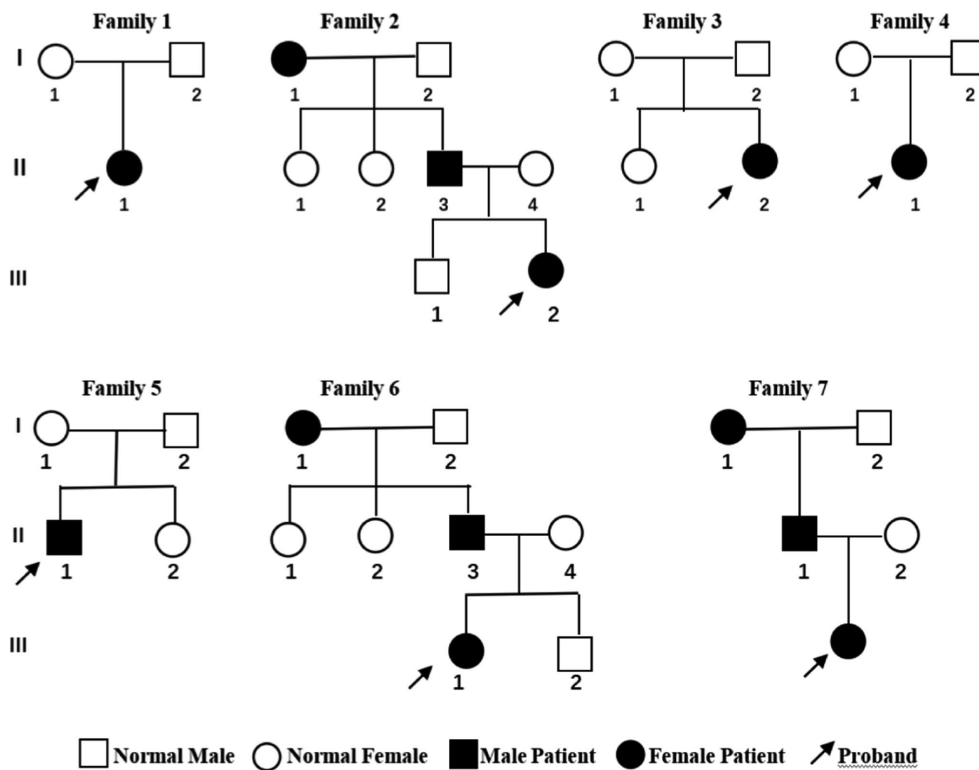 Family 1 Family 2 Family 3 Family 4
I
1 2 1 2 1 2 1 2
II
1 1 2 3 4 1 2 1
III
1 2
Family 5 Family 6 Family 7
I
1 2 1 2 1 2
II
1 2 1 2 3 4 1 2
III
1 2
Normal Male Normal Female Male Patient Female Patient Proband